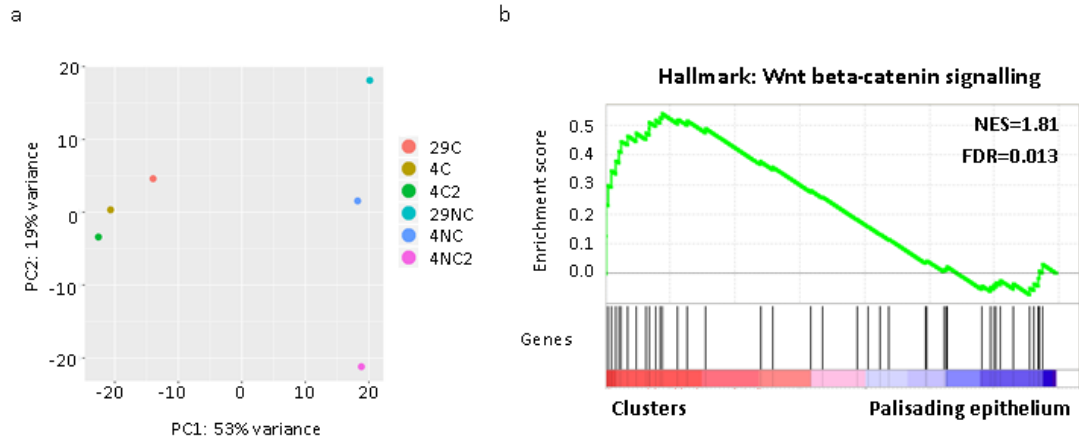 a
b
20
10
0
-10
-20
PC2: 19% variance
-20
-10
0
10
20
PC1: 53% variance
29C
4C
4C2
29NC
4NC
4NC2
Hallmark: Wnt beta-catenin signalling
NES=1.81
FDR=0.013
Enrichment score
0.5
0.4
0.3
0.2
0.1
0.0
Genes
Clusters
Palisading epithelium